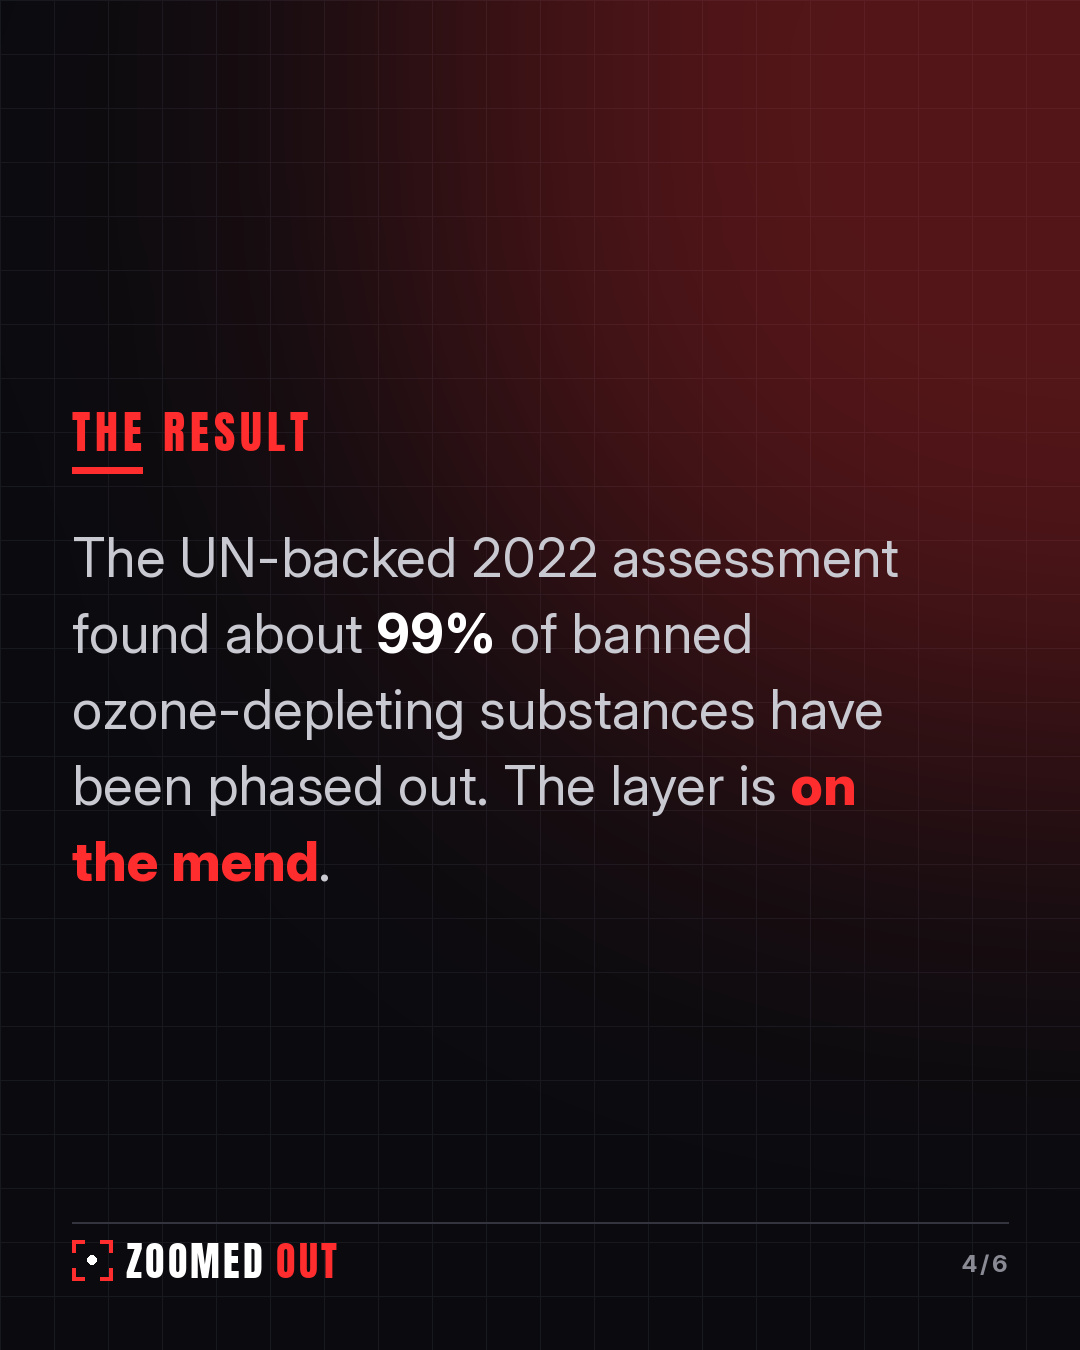 THE RESULT
The UN-backed 2022 assessment
found about 99% of banned
ozone-depleting substances have
been phased out. The layer is on
the mend.
ZOOMED OUT
4/6